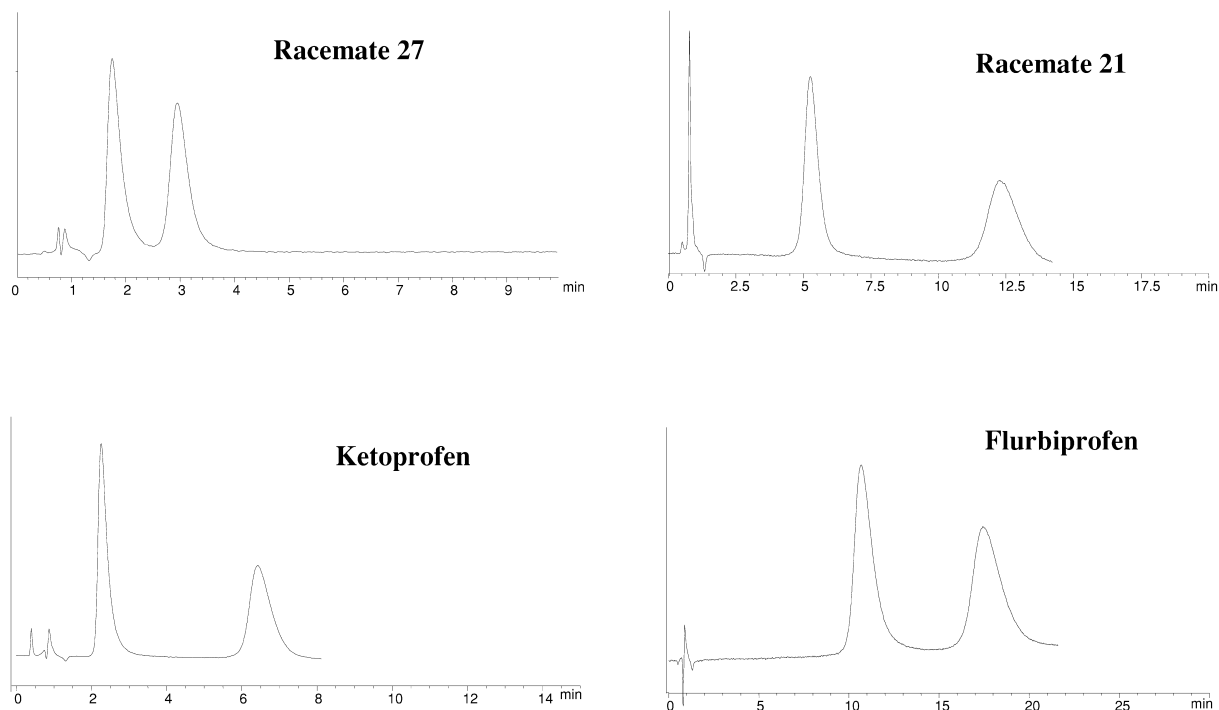 Racemate 27
0 1 2 3 4 5 6 7 8 9 min
Racemate 21
0 2.5 5 7.5 10 12.5 15 17.5 min
Ketoprofen
0 2 4 6 8 10 12 14 min
Flurbiprofen
0 5 10 15 20 25 min